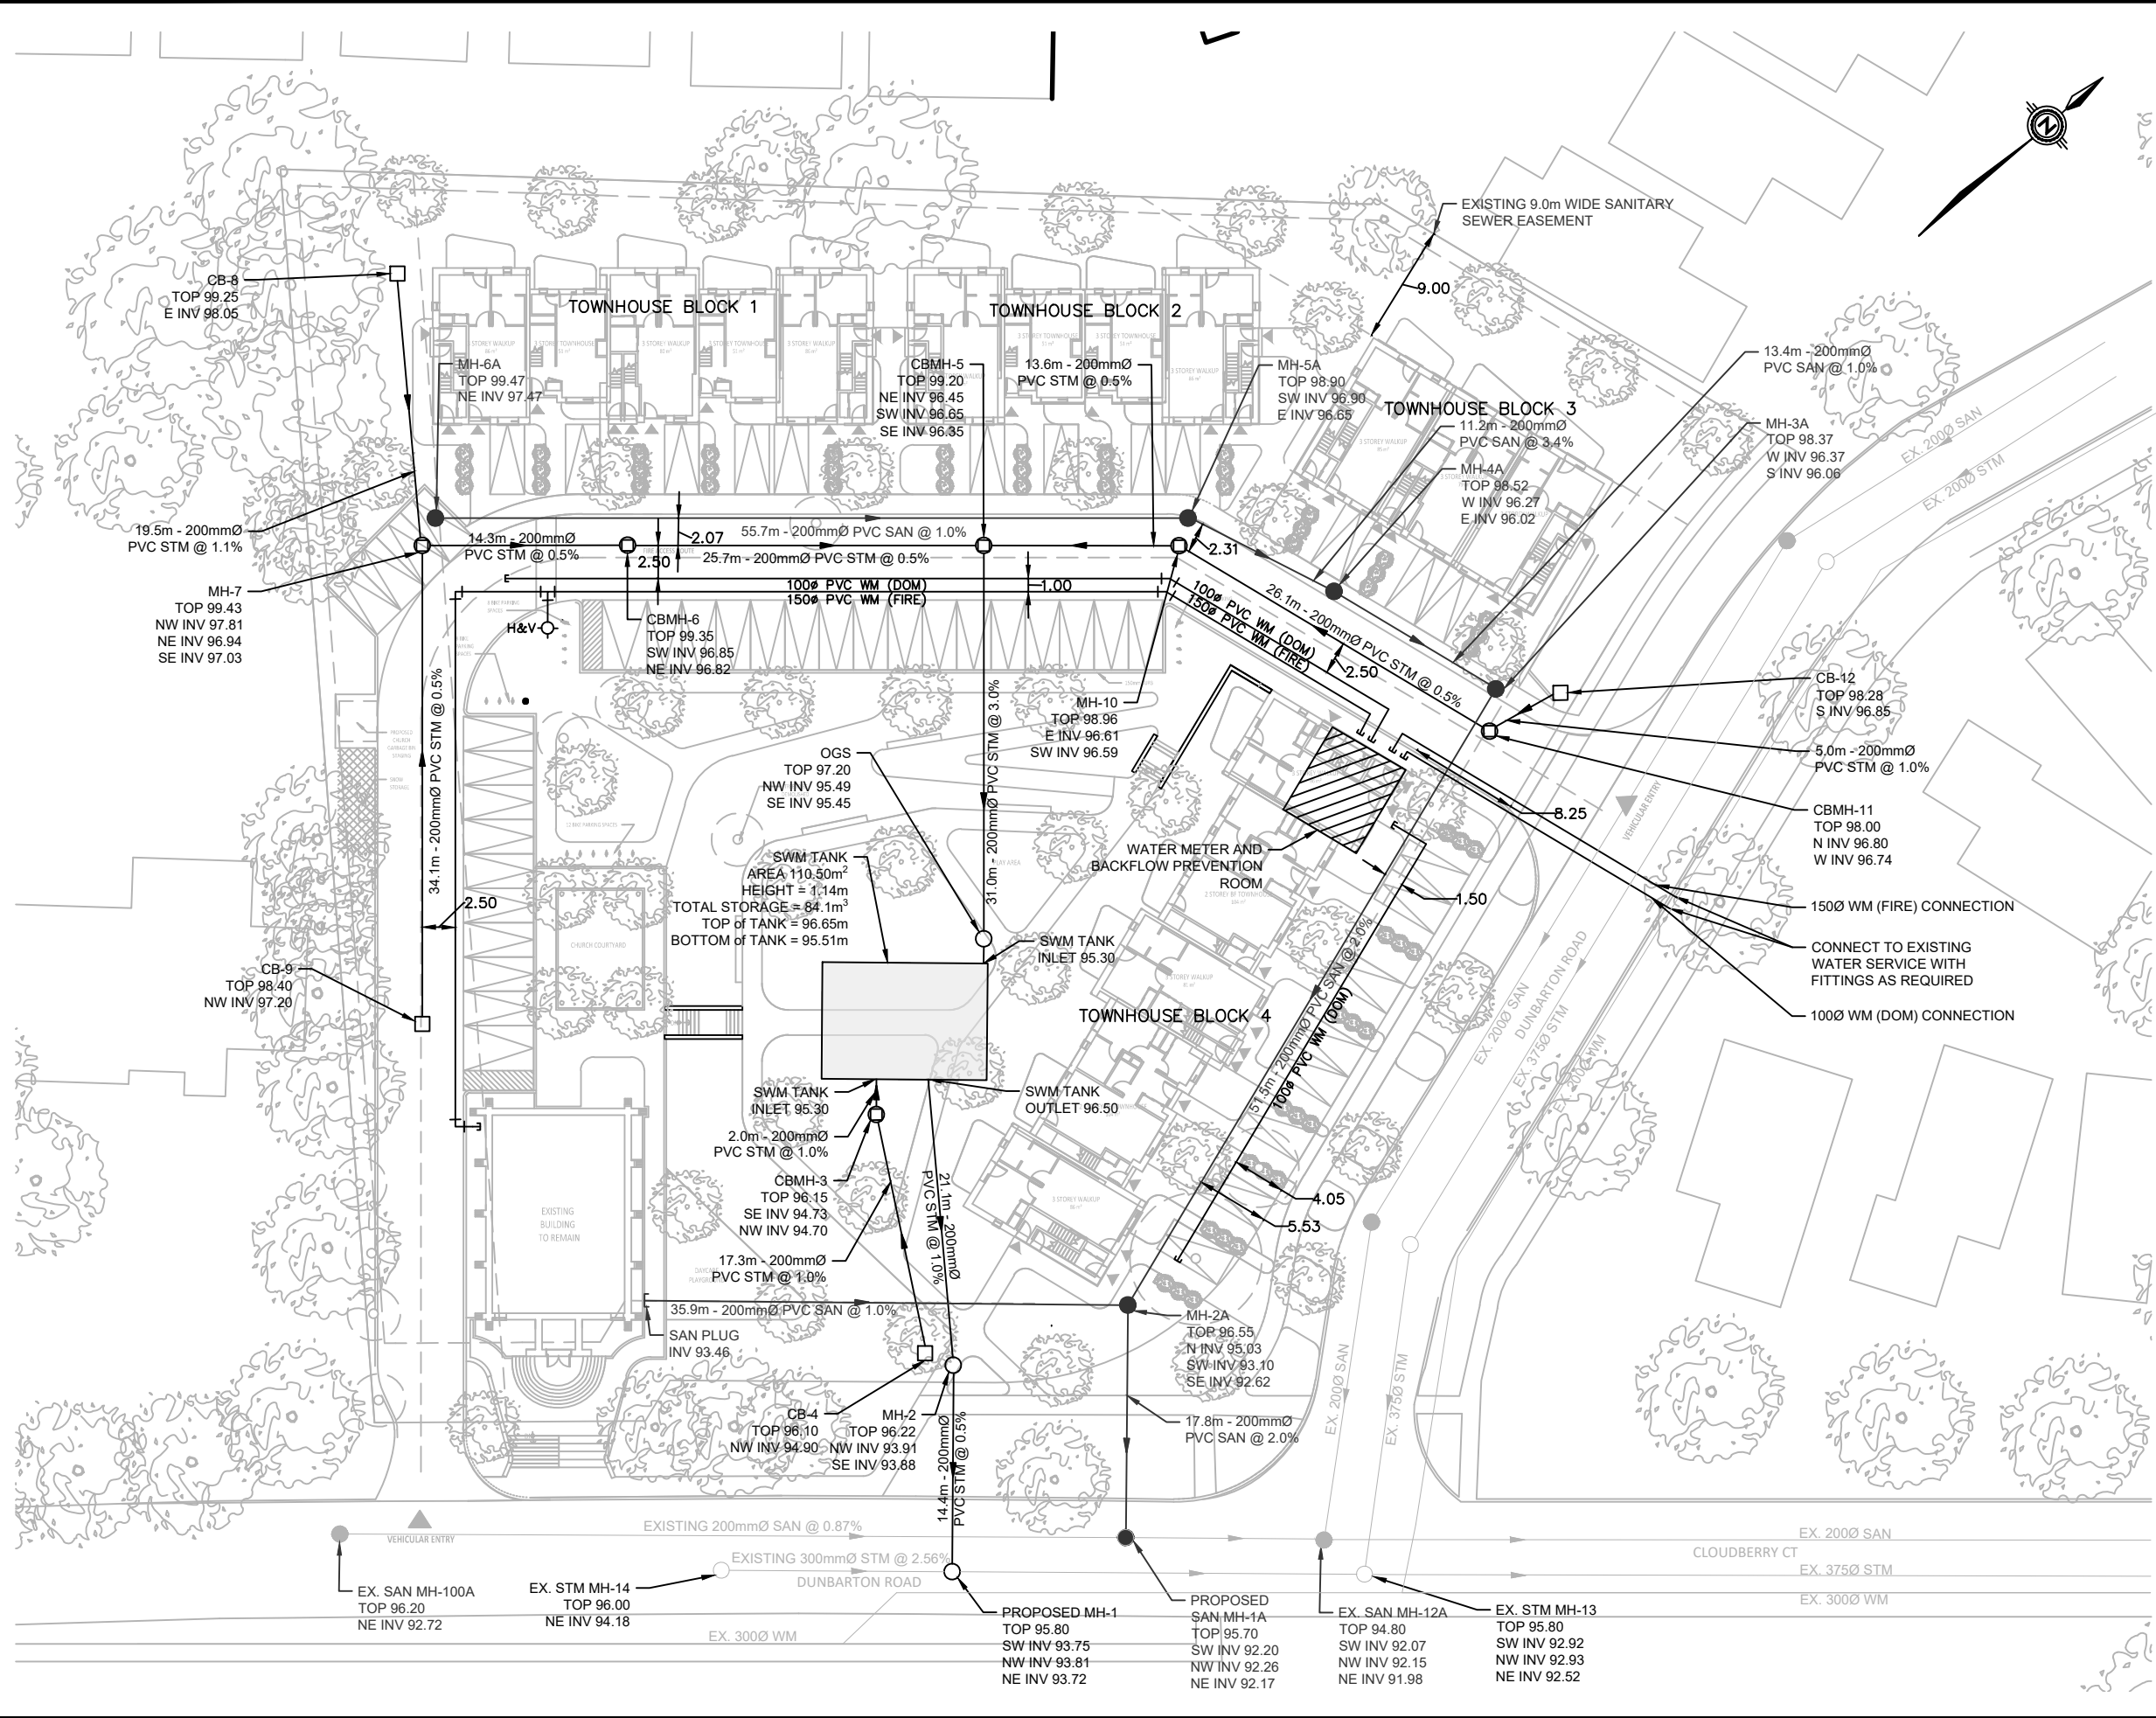 EXISTING 9.0m WIDE SANITARY
SEWER EASEMENT
9.00
CB-8
TOP 99.25
E INV 98.05
TOWNHOUSE BLOCK 1
TOWNHOUSE BLOCK 2
TOWNHOUSE BLOCK 3
MH-6A
TOP 99.47
NE INV 97.47
CBMH-5
TOP 99.20
NE INV 96.45
SW INV 96.65
SE INV 96.35
13.6m - 200mmØ
PVC STM @ 0.5%
MH-5A
TOP 98.90
SW INV 96.90
E INV 96.65
13.4m - 200mmØ
PVC SAN @ 1.0%
11.2m - 200mmØ
PVC SAN @ 3.4%
MH-4A
TOP 98.52
W INV 96.27
E INV 96.02
MH-3A
TOP 98.37
W INV 96.37
S INV 96.06
EX. 200Ø SAN
EX. 200Ø STM
19.5m - 200mmØ
PVC STM @ 1.1%
14.3m - 200mmØ
PVC STM @ 0.5%
2.07
2.50
55.7m - 200mmØ PVC SAN @ 1.0%
25.7m - 200mmØ PVC STM @ 0.5%
FIRE ACCESS ROUTE
2.31
1.00
100ø PVC WM (DOM)
150ø PVC WM (FIRE)
100ø PVC WM (DOM)
150ø PVC WM (FIRE)
26.1m - 200mmØ PVC STM @ 0.5%
2.50
MH-7
TOP 99.43
NW INV 97.81
NE INV 96.94
SE INV 97.03
H&V
CBMH-6
TOP 99.35
SW INV 96.85
NE INV 96.82
34.1m - 200mmØ PVC STM @ 0.5%
2.50
31.0m - 200mmØ PVC STM @ 3.0%
MH-10
TOP 98.96
E INV 96.61
SW INV 96.59
CB-12
TOP 98.28
S INV 96.85
5.0m - 200mmØ
PVC STM @ 1.0%
CBMH-11
TOP 98.00
N INV 96.80
W INV 96.74
8.25
VEHICULAR ENTRY
OGS
TOP 97.20
NW INV 95.49
SE INV 95.45
SWM TANK
AREA 110.50m²
HEIGHT = 1.14m
TOTAL STORAGE = 84.1m³
TOP of TANK = 96.65m
BOTTOM of TANK = 95.51m
WATER METER AND
BACKFLOW PREVENTION
ROOM
1.50
150Ø WM (FIRE) CONNECTION
CONNECT TO EXISTING
WATER SERVICE WITH
FITTINGS AS REQUIRED
100Ø WM (DOM) CONNECTION
CB-9
TOP 98.40
NW INV 97.20
CHURCH COURTYARD
PLAY AREA
SWM TANK
INLET 95.30
TOWNHOUSE BLOCK 4
51.5m - 200mmØ PVC SAN @ 2.0%
100ø PVC WM (DOM)
EX. 200Ø SAN
DUNBARTON ROAD
EX. 375Ø STM
EX. 200Ø WM
SWM TANK
INLET 95.30
SWM TANK
OUTLET 96.50
2.0m - 200mmØ
PVC STM @ 1.0%
CBMH-3
TOP 96.15
SE INV 94.73
NW INV 94.70
21.1m - 200mmØ
PVC STM @ 1.0%
4.05
5.53
EXISTING
BUILDING
TO REMAIN
17.3m - 200mmØ
PVC STM @ 1.0%
35.9m - 200mmØ PVC SAN @ 1.0%
SAN PLUG
INV 93.46
MH-2A
TOP 96.55
N INV 95.03
SW INV 93.10
SE INV 92.62
EX. 200Ø SAN
EX. 375Ø STM
CB-4
TOP 96.10
NW INV 94.90
MH-2
TOP 96.22
NW INV 93.91
SE INV 93.88
14.4m - 200mmØ
PVC STM @ 0.5%
17.8m - 200mmØ
PVC SAN @ 2.0%
VEHICULAR ENTRY
EXISTING 200mmØ SAN @ 0.87%
EX. 200Ø SAN
CLOUDBERRY CT
EXISTING 300mmØ STM @ 2.56%
DUNBARTON ROAD
EX. 375Ø STM
EX. 300Ø WM
EX. 300Ø WM
EX. SAN MH-100A
TOP 96.20
NE INV 92.72
EX. STM MH-14
TOP 96.00
NE INV 94.18
PROPOSED MH-1
TOP 95.80
SW INV 93.75
NW INV 93.81
NE INV 93.72
PROPOSED
SAN MH-1A
TOP 95.70
SW INV 92.20
NW INV 92.26
NE INV 92.17
EX. SAN MH-12A
TOP 94.80
SW INV 92.07
NW INV 92.15
NE INV 91.98
EX. STM MH-13
TOP 95.80
SW INV 92.92
NW INV 92.93
NE INV 92.52